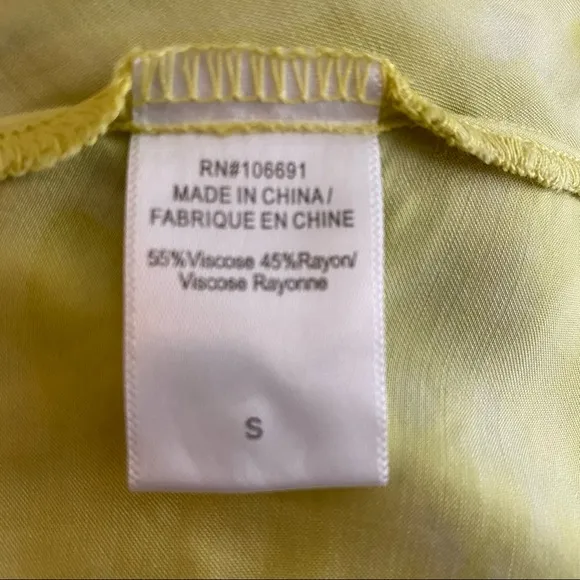 RN#106691
MADE IN CHINA/
FABRIQUE EN CHINE
55%Viscose 45%Rayon/
Viscose Rayonne
S